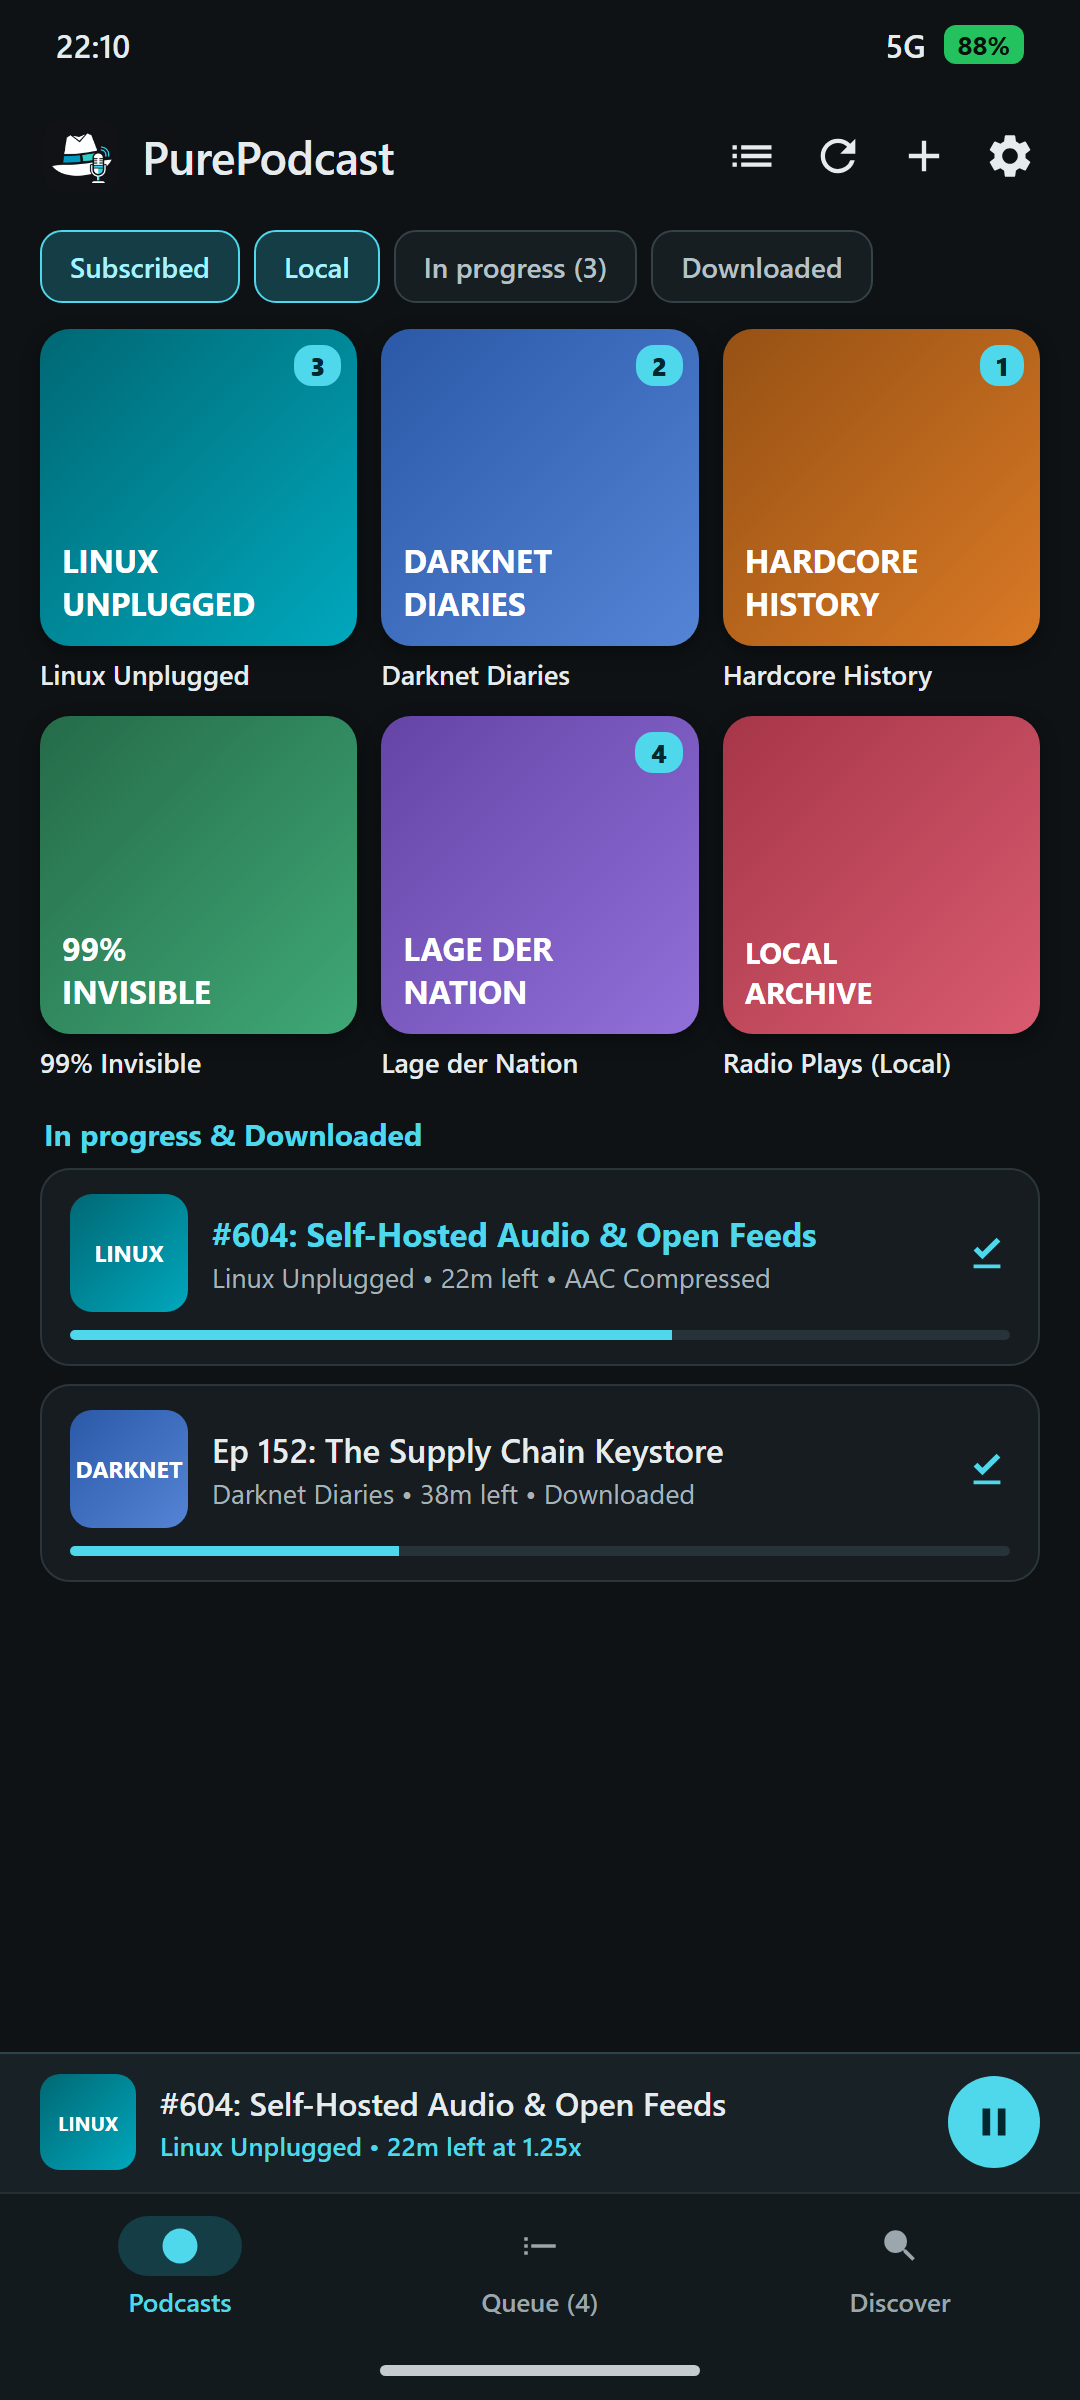 22:10
5G 88%
PurePodcast
Subscribed
Local
In progress (3)
Downloaded
3
LINUX
UNPLUGGED
Linux Unplugged
2
DARKNET
DIARIES
Darknet Diaries
1
HARDCORE
HISTORY
Hardcore History
99%
INVISIBLE
99% Invisible
4
LAGE DER
NATION
Lage der Nation
LOCAL
ARCHIVE
Radio Plays (Local)
In progress & Downloaded
LINUX
#604: Self-Hosted Audio & Open Feeds
Linux Unplugged • 22m left • AAC Compressed
DARKNET
Ep 152: The Supply Chain Keystore
Darknet Diaries • 38m left • Downloaded
LINUX
#604: Self-Hosted Audio & Open Feeds
Linux Unplugged • 22m left at 1.25x
Podcasts
Queue (4)
Discover